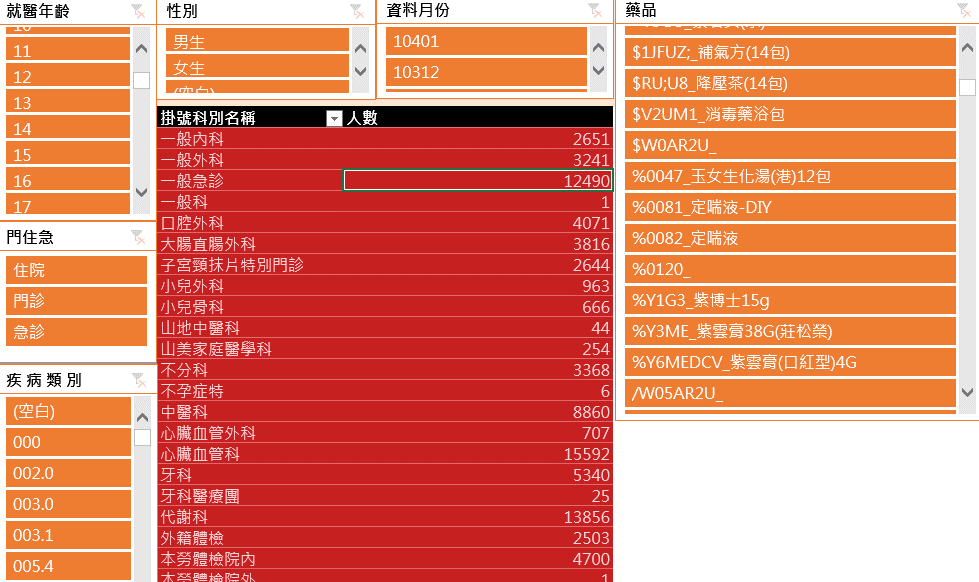 就醫年齡
10
11
12
13
14
15
16
17
門住急
住院
門診
急診
疾 病 類 別
(空白)
000
002.0
003.0
003.1
005.4
性別
男生
女生
(空白)
資料月份
10401
10312
掛號科別名稱 人數
一般內科 2651
一般外科 3241
一般急診 12490
一般科 1
口腔外科 4071
大腸直腸外科 3816
子宮頸抹片特別門診 2644
小兒外科 963
小兒骨科 666
山地中醫科 44
山美家庭醫學科 254
不分科 3368
不孕症特 6
中醫科 8860
心臟血管外科 707
心臟血管科 15592
牙科 5340
牙科醫療團 25
代謝科 13856
外籍體檢 2503
本勞體檢院內 4700
本勞體檢院外 1
藥品
$1JFUZ;_補氣方(14包)
$RU;U8_降壓茶(14包)
$V2UM1_消毒藥浴包
$W0AR2U_
%0047_玉女生化湯(港)12包
%0081_定喘液-DIY
%0082_定喘液
%0120_
%Y1G3_紫博士15g
%Y3ME_紫雲膏38G(莊松榮)
%Y6MEDCV_紫雲膏(口紅型)4G
/W05AR2U_